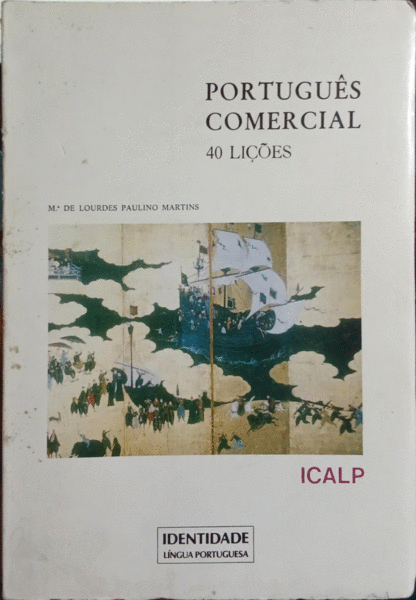 PORTUGUÊS
COMERCIAL
40 LIÇÕES
M.ª DE LOURDES PAULINO MARTINS
ICALP
IDENTIDADE
LÍNGUA PORTUGUESA